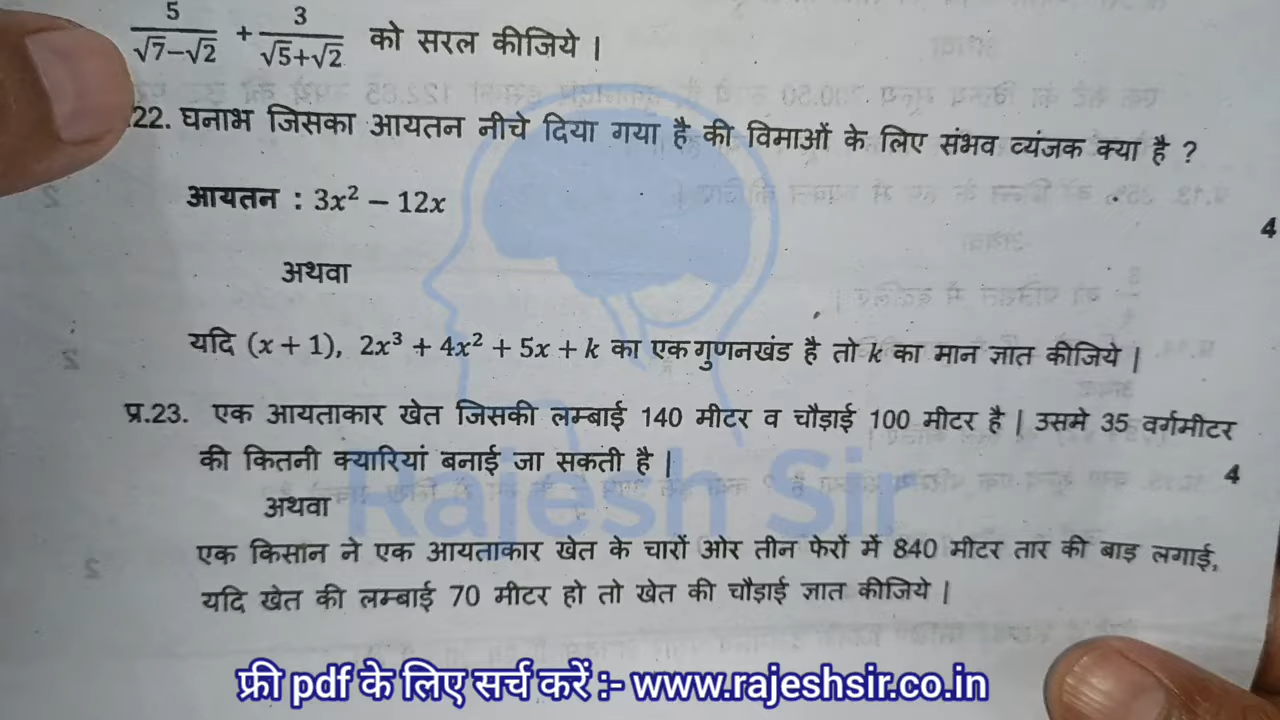 5/(√7−√2) + 3/(√5+√2) को सरल कीजिये |
.22. घनाभ जिसका आयतन नीचे दिया गया है की विमाओं के लिए संभव व्यंजक क्या है ?
आयतन : 3x² − 12x
4
अथवा
यदि (x + 1), 2x³ + 4x² + 5x + k का एक गुणनखंड है तो k का मान ज्ञात कीजिये |
प्र.23. एक आयताकार खेत जिसकी लम्बाई 140 मीटर व चौड़ाई 100 मीटर है | उसमे 35 वर्गमीटर
की कितनी क्यारियां बनाई जा सकती है |
4
अथवा
Rajesh Sir
एक किसान ने एक आयताकार खेत के चारों ओर तीन फेरों में 840 मीटर तार की बाड़ लगाई,
यदि खेत की लम्बाई 70 मीटर हो तो खेत की चौड़ाई ज्ञात कीजिये |
फ्री pdf के लिए सर्च करें :- www.rajeshsir.co.in